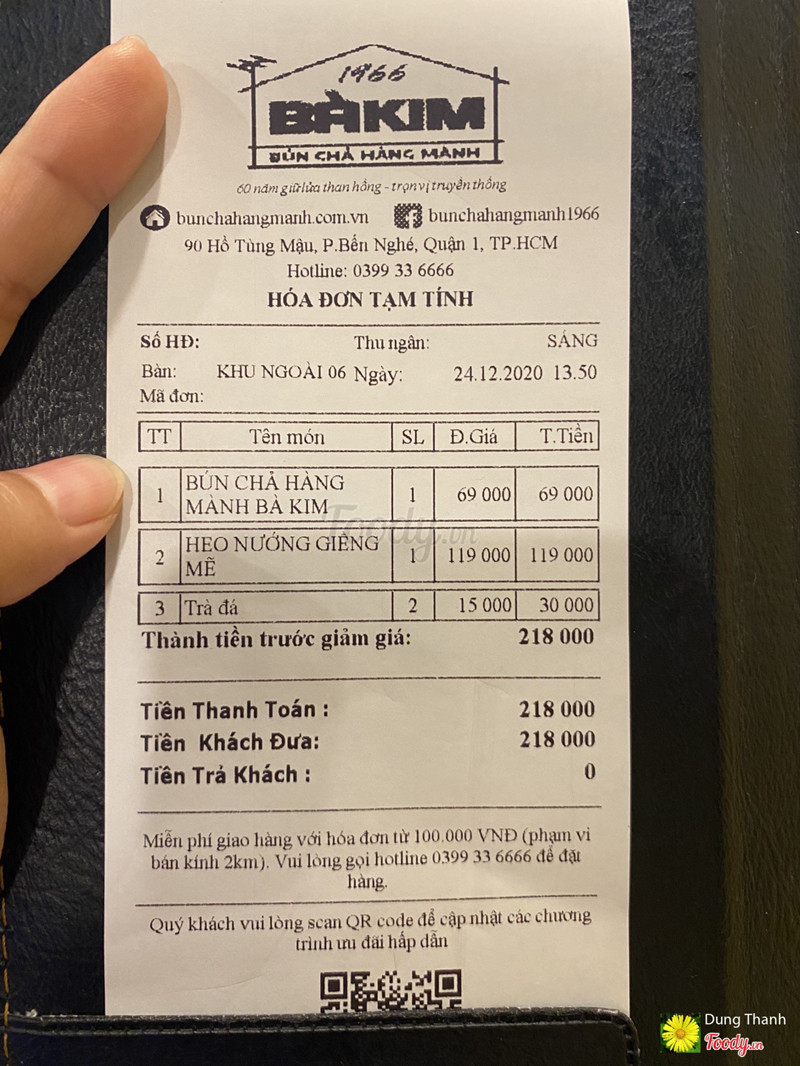 1966
BÀ KIM
BÚN CHẢ HÀNG MÀNH
60 năm giữ lửa than hồng - trọn vị truyền thống
bunchahangmanh.com.vn bunchahangmanh1966
90 Hồ Tùng Mậu, P.Bến Nghé, Quận 1, TP.HCM
Hotline: 0399 33 6666
HÓA ĐƠN TẠM TÍNH
Số HĐ: Thu ngân: SÁNG
Bàn: KHU NGOÀI 06 Ngày: 24.12.2020 13.50
Mã đơn:
TT Tên món SL Đ.Giá T.Tiền
1 BÚN CHẢ HÀNG MÀNH BÀ KIM 1 69 000 69 000
2 HEO NƯỚNG GIỀNG MẼ 1 119 000 119 000
3 Trà đá 2 15 000 30 000
Thành tiền trước giảm giá: 218 000
Tiền Thanh Toán : 218 000
Tiền Khách Đưa: 218 000
Tiền Trả Khách : 0
Miễn phí giao hàng với hóa đơn từ 100.000 VNĐ (phạm vi
bán kính 2km). Vui lòng gọi hotline 0399 33 6666 để đặt
hàng.
Quý khách vui lòng scan QR code để cập nhật các chương
trình ưu đãi hấp dẫn
Foody.vn
Dung Thanh
Foody.vn